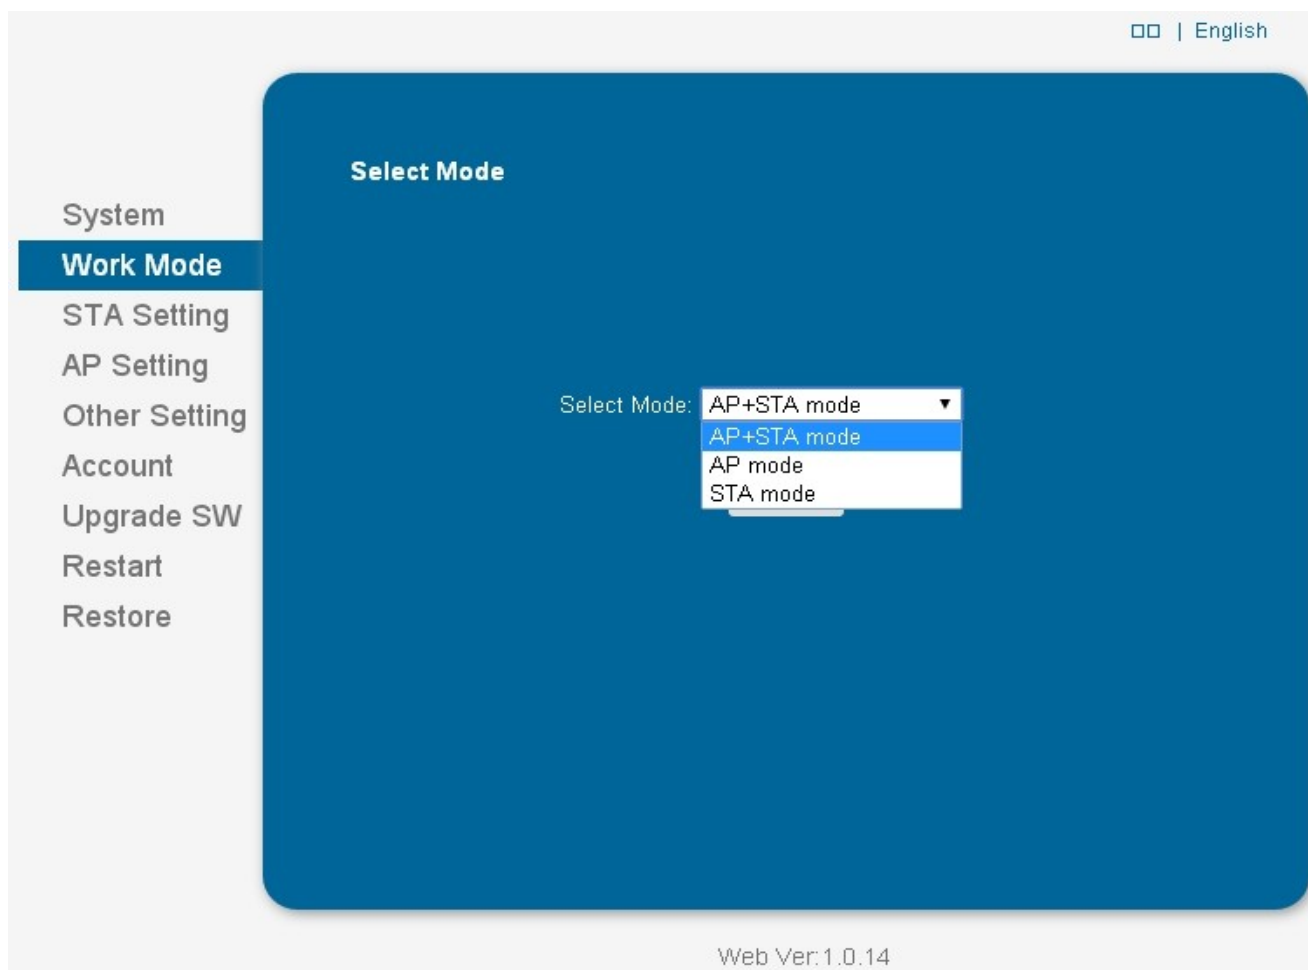 | English
Select Mode
System
Work Mode
STA Setting
AP Setting
Other Setting
Account
Upgrade SW
Restart
Restore
Select Mode: AP+STA mode
AP+STA mode
AP mode
STA mode
Web Ver:1.0.14